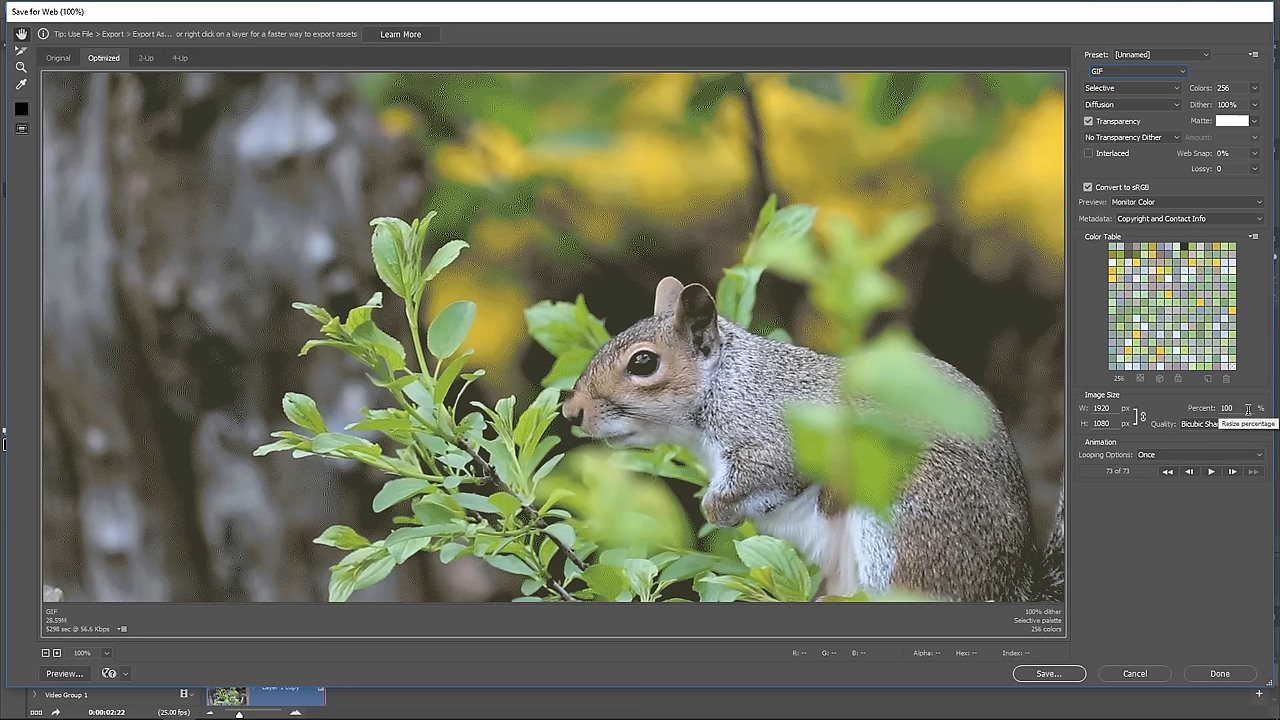 Save for Web (100%)
Tip: Use File > Export > Export As... or right click on a layer for a faster way to export assets
Learn More
Original
Optimized
2-Up
4-Up
Preset: [Unnamed]
GIF
Selective
Colors: 256
Diffusion
Dither: 100%
Transparency
Matte:
No Transparency Dither
Amount:
Interlaced
Web Snap: 0%
Lossy: 0
Convert to sRGB
Preview: Monitor Color
Metadata: Copyright and Contact Info
Color Table
256
Image Size
W: 1920 px
Percent: 100 %
H: 1080 px
Quality: Bicubic Sha
Resize percentage
Animation
Looping Options: Once
73 of 73
GIF
28.59M
5298 sec @ 56.6 Kbps
100% dither
Selective palette
256 colors
100%
R: --
G: --
B: --
Alpha: --
Hex: --
Index: --
Preview...
Save...
Cancel
Done
Video Group 1
Layer 1 copy
0:00:02:22
(25.00 fps)